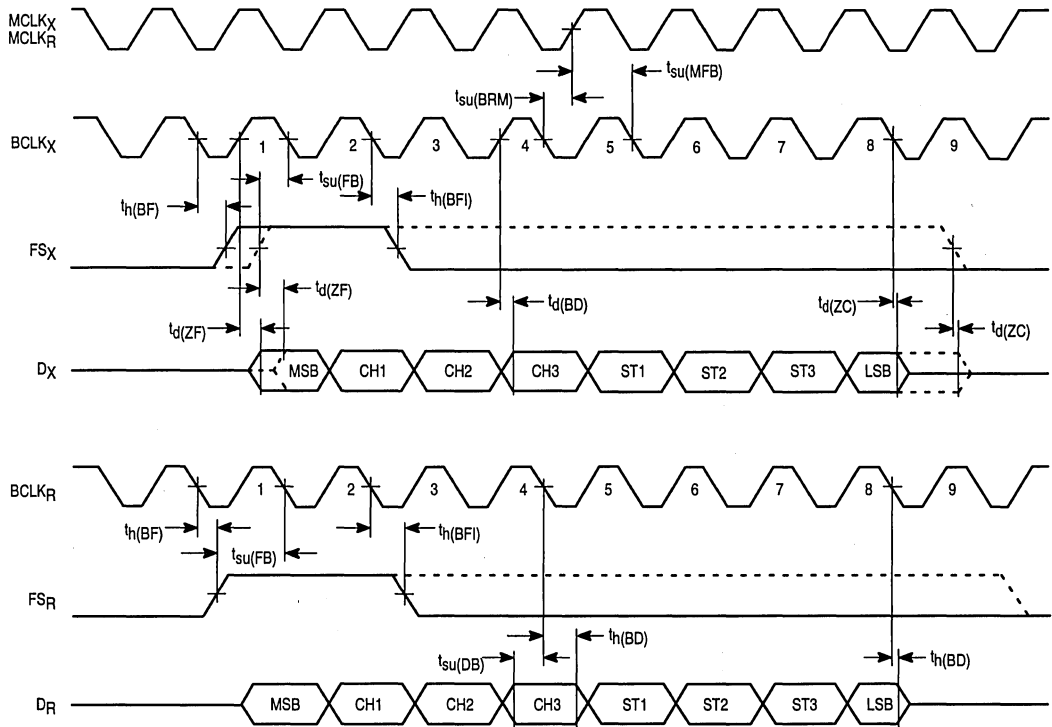 MCLKX
MCLKR
tsu(MFB)
tsu(BRM)
BCLKX
1 2 3 4 5 6 7 8 9
tsu(FB)
th(BF)
th(BFI)
FSX
td(ZF)
td(BD)
td(ZC)
td(ZF)
td(ZC)
DX
MSB CH1 CH2 CH3 ST1 ST2 ST3 LSB
BCLKR
1 2 3 4 5 6 7 8 9
th(BF)
th(BFI)
tsu(FB)
FSR
th(BD)
tsu(DB)
th(BD)
DR
MSB CH1 CH2 CH3 ST1 ST2 ST3 LSB